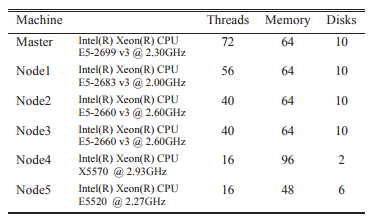 Machine Threads Memory Disks
Master Intel(R) Xeon(R) CPU 72 64 10
E5-2699 v3 @ 2.30GHz
Node1 Intel(R) Xeon(R) CPU 56 64 10
E5-2683 v3 @ 2.00GHz
Node2 Intel(R) Xeon(R) CPU 40 64 10
E5-2660 v3 @ 2.60GHz
Node3 Intel(R) Xeon(R) CPU 40 64 10
E5-2660 v3 @ 2.60GHz
Node4 Intel(R) Xeon(R) CPU 16 96 2
X5570 @ 2.93GHz
Node5 Intel(R) Xeon(R) CPU 16 48 6
E5520 @ 2.27GHz